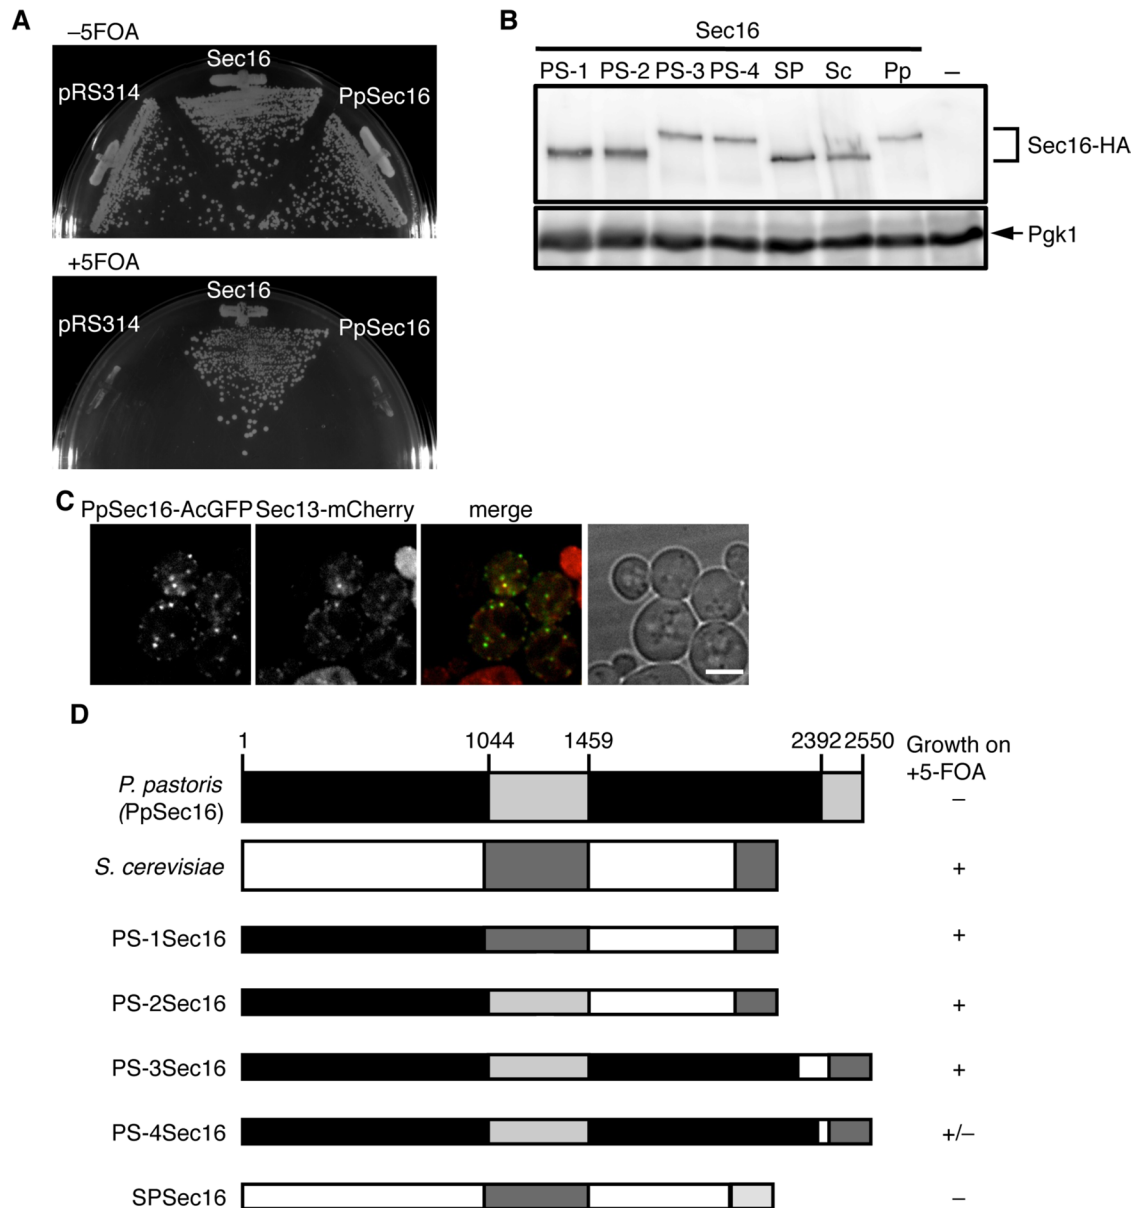 A
−5FOA
Sec16
pRS314
PpSec16
+5FOA
Sec16
pRS314
PpSec16
B
Sec16
PS-1 PS-2 PS-3 PS-4 SP Sc Pp −
Sec16-HA
Pgk1
C
PpSec16-AcGFP Sec13-mCherry merge
D
1 1044 1459 2392 2550
Growth on
+5-FOA
P. pastoris
(PpSec16)
−
S. cerevisiae
+
PS-1Sec16
+
PS-2Sec16
+
PS-3Sec16
+
PS-4Sec16
+/−
SPSec16
−